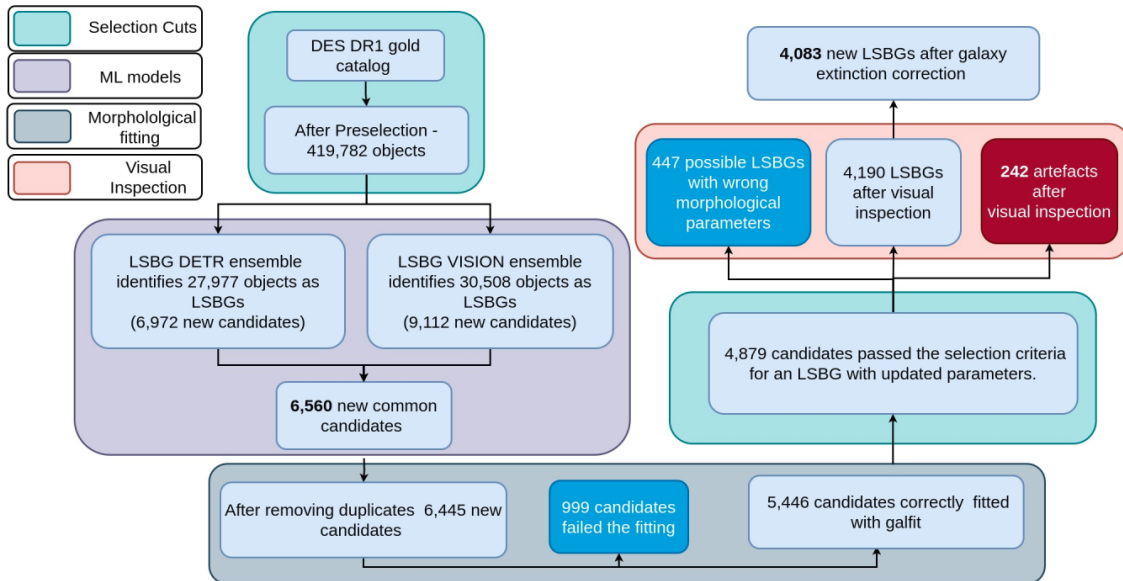 Selection Cuts
ML models
Morphololgical
fitting
Visual
Inspection
DES DR1 gold
catalog
After Preselection -
419,782 objects
LSBG DETR ensemble
identifies 27,977 objects as
LSBGs
(6,972 new candidates)
LSBG VISION ensemble
identifies 30,508 objects as
LSBGs
(9,112 new candidates)
6,560 new common
candidates
After removing duplicates 6,445 new
candidates
999 candidates
failed the fitting
5,446 candidates correctly fitted
with galfit
4,879 candidates passed the selection criteria
for an LSBG with updated parameters.
447 possible LSBGs
with wrong
morphological
parameters
4,190 LSBGs
after visual
inspection
242 artefacts
after
visual inspection
4,083 new LSBGs after galaxy
extinction correction